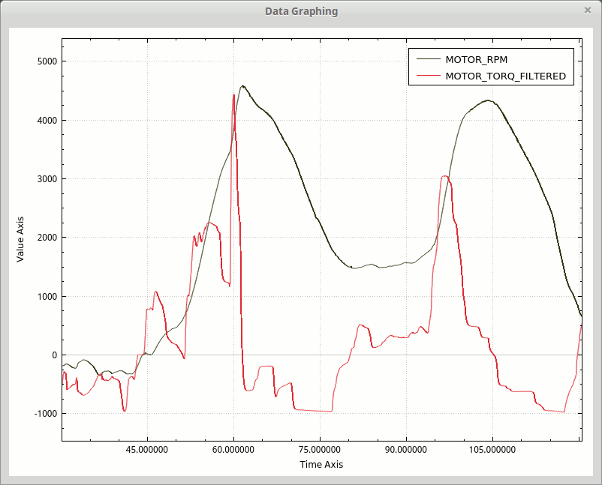 Data Graphing
MOTOR_RPM
MOTOR_TORQ_FILTERED
5000
4000
3000
2000
1000
0
-1000
Value Axis
45.000000
60.000000
75.000000
90.000000
105.000000
Time Axis